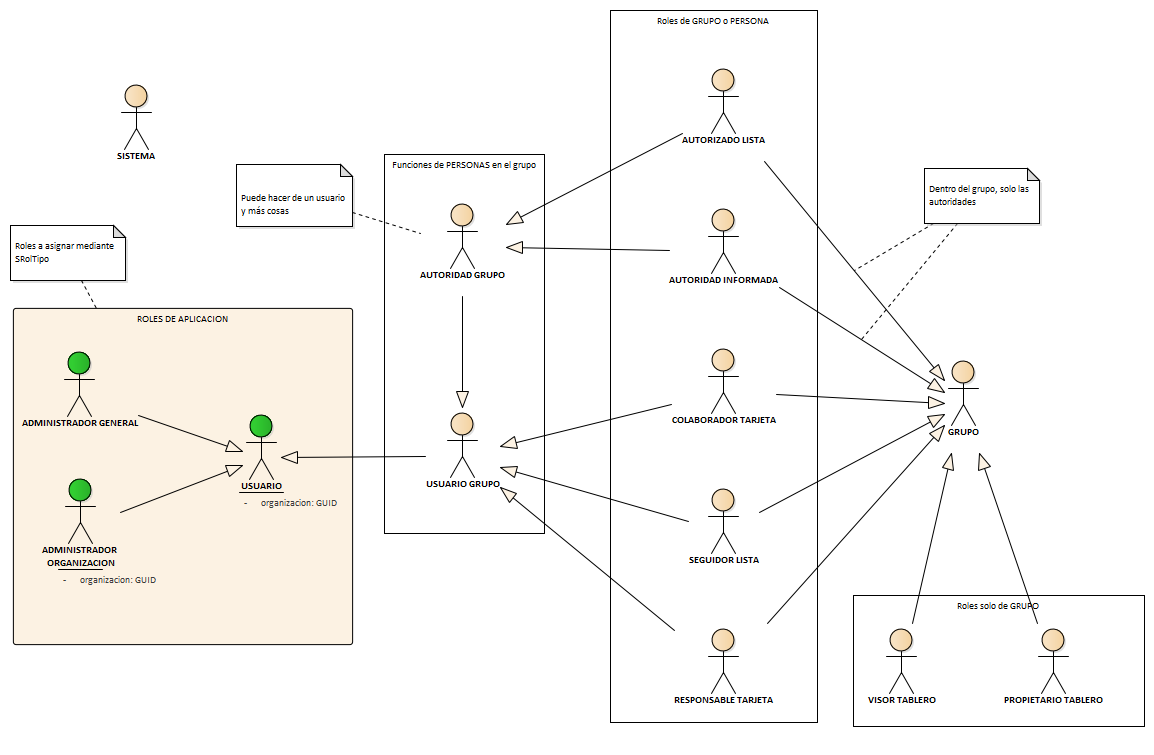 Roles de GRUPO o PERSONA
SISTEMA
AUTORIZADO LISTA
Funciones de PERSONAS en el grupo
Puede hacer de un usuario
y más cosas
Dentro del grupo, solo las
autoridades
Roles a asignar mediante
SRolTipo
AUTORIDAD GRUPO
AUTORIDAD INFORMADA
ROLES DE APLICACION
ADMINISTRADOR GENERAL
COLABORADOR TARJETA
GRUPO
USUARIO
- organizacion: GUID
USUARIO GRUPO
ADMINISTRADOR
ORGANIZACION
- organizacion: GUID
SEGUIDOR LISTA
Roles solo de GRUPO
RESPONSABLE TARJETA
VISOR TABLERO
PROPIETARIO TABLERO